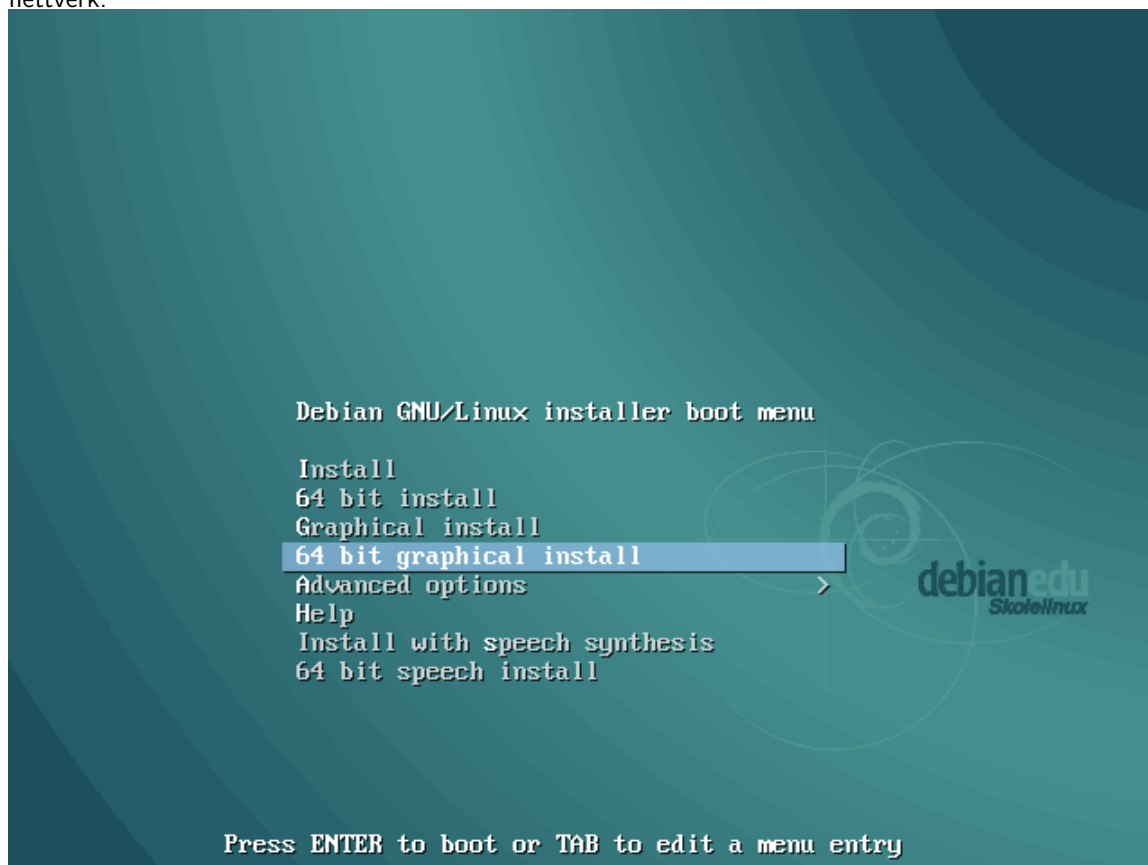 nettverk.
Debian GNU/Linux installer boot menu
Install
64 bit install
Graphical install
64 bit graphical install
Advanced options >
Help
Install with speech synthesis
64 bit speech install
debianedu
Skolelinux
Press ENTER to boot or TAB to edit a menu entry